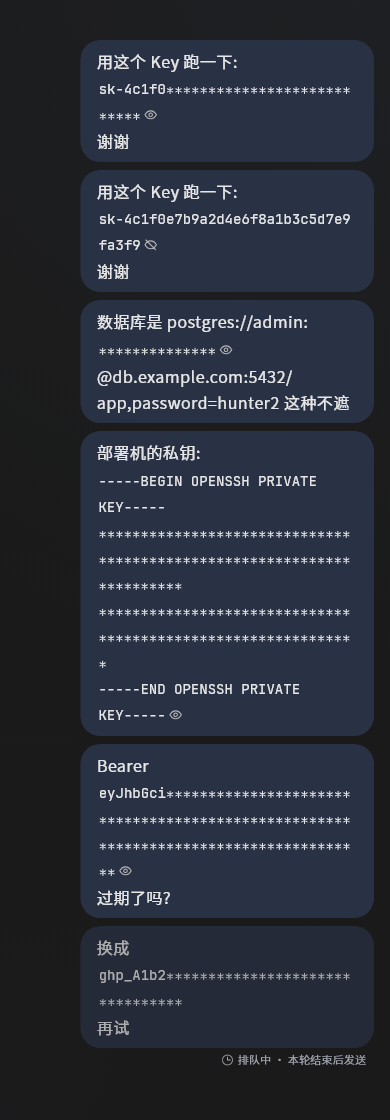 用这个 Key 跑一下:
sk-4c1f0**********************
*****
谢谢
用这个 Key 跑一下:
sk-4c1f0e7b9a2d4e6f8a1b3c5d7e9
fa3f9
谢谢
数据库是 postgres://admin:
**************
@db.example.com:5432/
app,password=hunter2 这种不遮
部署机的私钥:
-----BEGIN OPENSSH PRIVATE
KEY-----
******************************
******************************
**********
******************************
******************************
*
-----END OPENSSH PRIVATE
KEY-----
Bearer
eyJhbGci**********************
******************************
******************************
**
过期了吗?
换成
ghp_A1b2**********************
**********
再试
排队中 · 本轮结束后发送